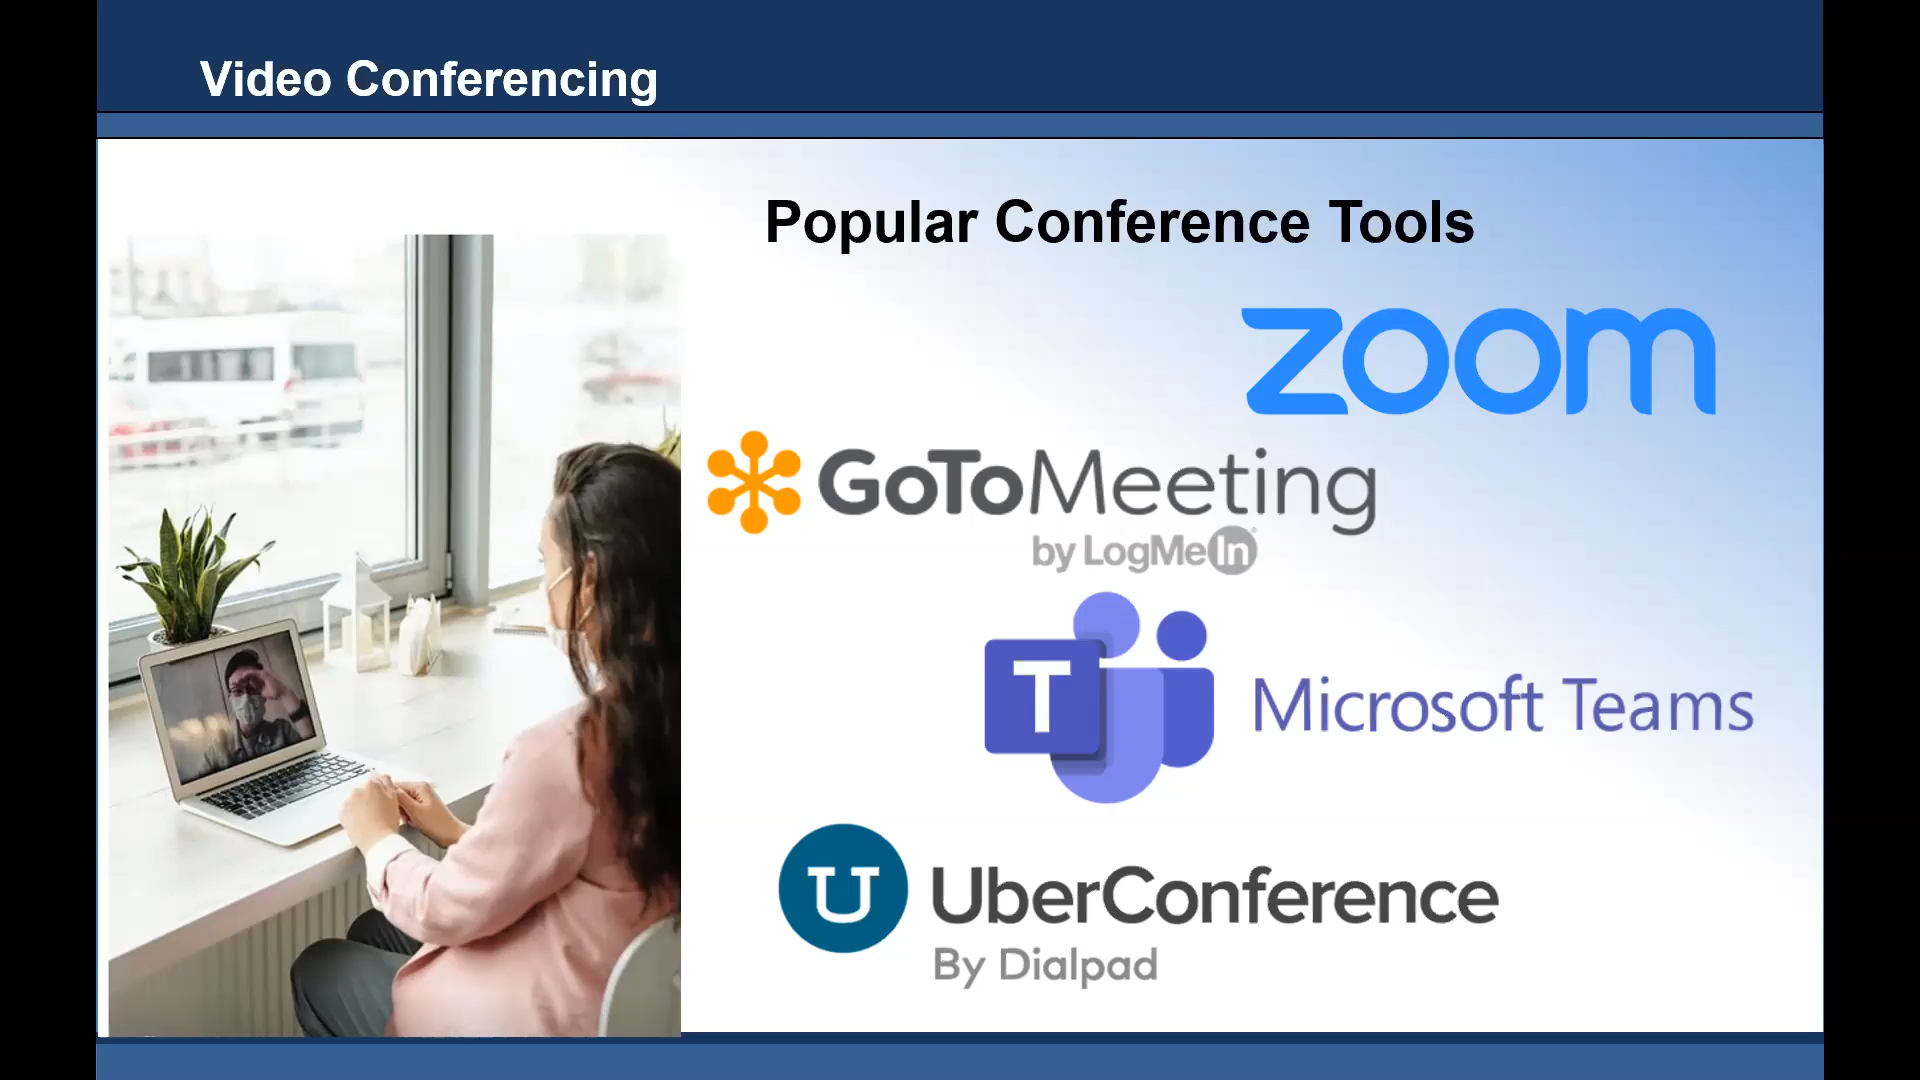 Video Conferencing
Popular Conference Tools
zoom
GoToMeeting
by LogMeIn
T
Microsoft Teams
U
UberConference
By Dialpad